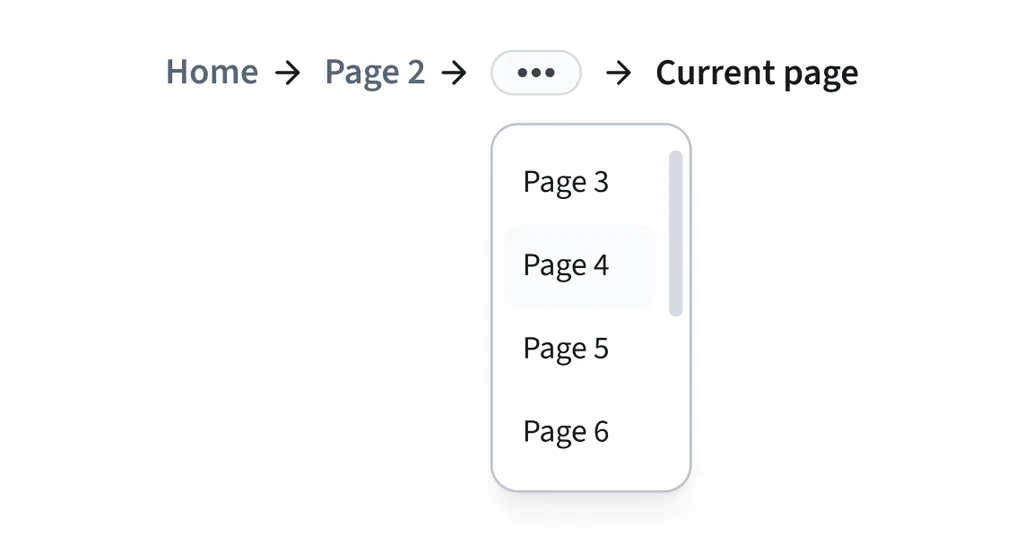 Home → Page 2 → ••• → Current page
Page 3
Page 4
Page 5
Page 6